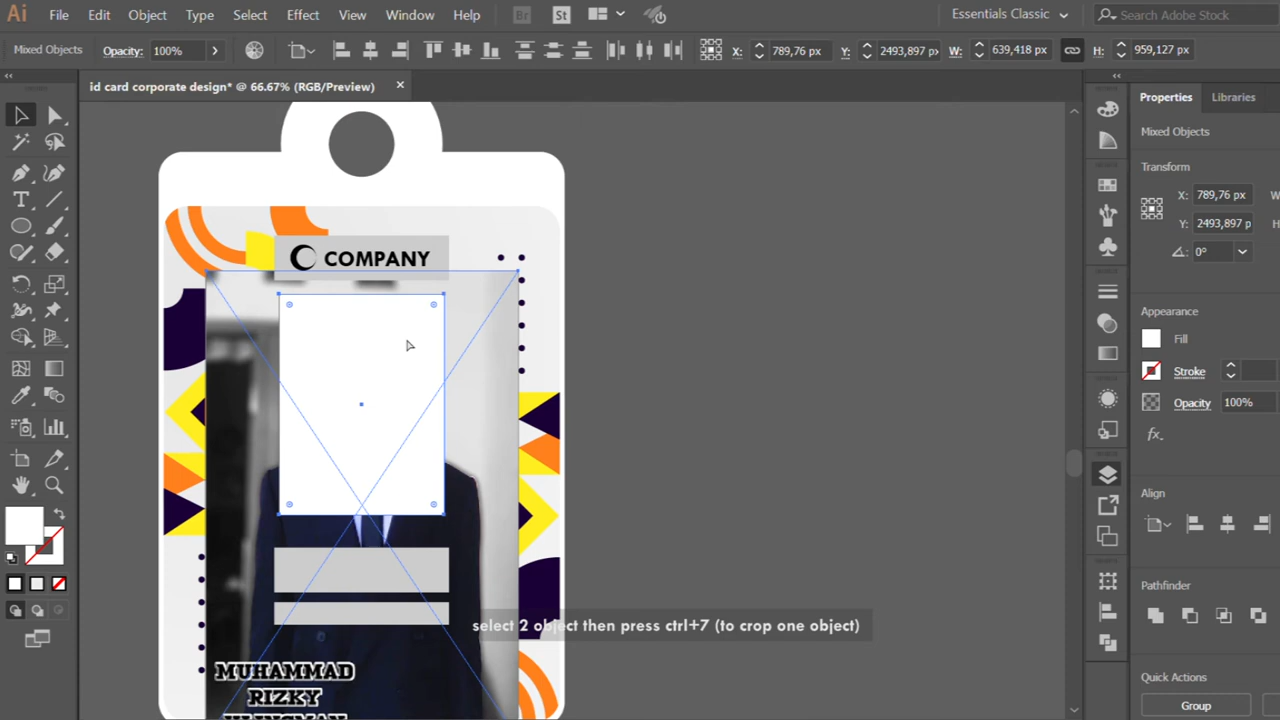 Ai File Edit Object Type Select Effect View Window Help Br St Essentials Classic Search Adobe Stock
Mixed Objects Opacity: 100% X: 789,76 px Y: 2493,897 px W: 639,418 px H: 959,127 px
id card corporate design* @ 66.67% (RGB/Preview)
Properties Libraries
Mixed Objects
Transform
X: 789,76 px
Y: 2493,897 p
0°
Appearance
Fill
Stroke
Opacity 100%
fx.
Align
Pathfinder
Quick Actions
Group
COMPANY
select 2 object then press ctrl+7 (to crop one object)
MUHAMMAD
RIZKY